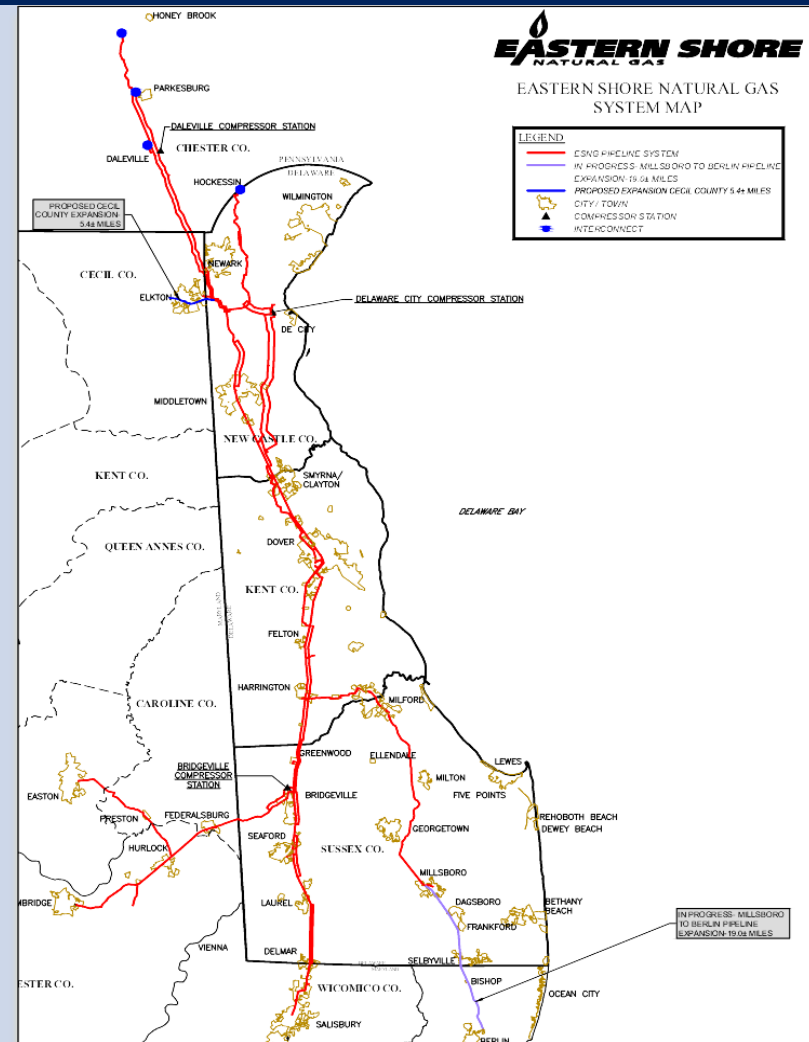 HONEY BROOK
EASTERN SHORE
NATURAL GAS
EASTERN SHORE NATURAL GAS
SYSTEM MAP
PARKESBURG
DALEVILLE COMPRESSOR STATION
LEGEND
ESNG PIPELINE SYSTEM
IN PROGRESS- MILLSBORO TO BERLIN PIPELINE
EXPANSION-19.0± MILES
PROPOSED EXPANSION CECIL COUNTY 5.4± MILES
CITY / TOWN
COMPRESSOR STATION
INTERCONNECT
DALEVILLE
CHESTER CO.
PENNSYLVANIA
DELAWARE
HOCKESSIN
WILMINGTON
PROPOSED CECIL
COUNTY EXPANSION-
5.4± MILES
NEWARK
CECIL CO.
ELKTON
DELAWARE CITY COMPRESSOR STATION
DE CITY
MIDDLETOWN
NEW CASTLE CO.
KENT CO.
SMYRNA/
CLAYTON
DELAWARE BAY
QUEEN ANNES CO.
DOVER
KENT CO.
MARYLAND
DELAWARE
FELTON
HARRINGTON
CAROLINE CO.
MILFORD
GREENWOOD
ELLENDALE
LEWES
BRIDGEVILLE
COMPRESSOR
STATION
MILTON
EASTON
BRIDGEVILLE
FIVE POINTS
PRESTON
FEDERALSBURG
REHOBOTH BEACH
DEWEY BEACH
GEORGETOWN
HURLOCK
SEAFORD
SUSSEX CO.
MILLSBORO
MBRIDGE
LAUREL
DAGSBORO
BETHANY
BEACH
FRANKFORD
IN PROGRESS- MILLSBORO
TO BERLIN PIPELINE
EXPANSION-19.0± MILES
VIENNA
DELMAR
SELBYVILLE
DELAWARE
MARYLAND
ESTER CO.
WICOMICO CO.
BISHOP
OCEAN CITY
SALISBURY
BERLIN